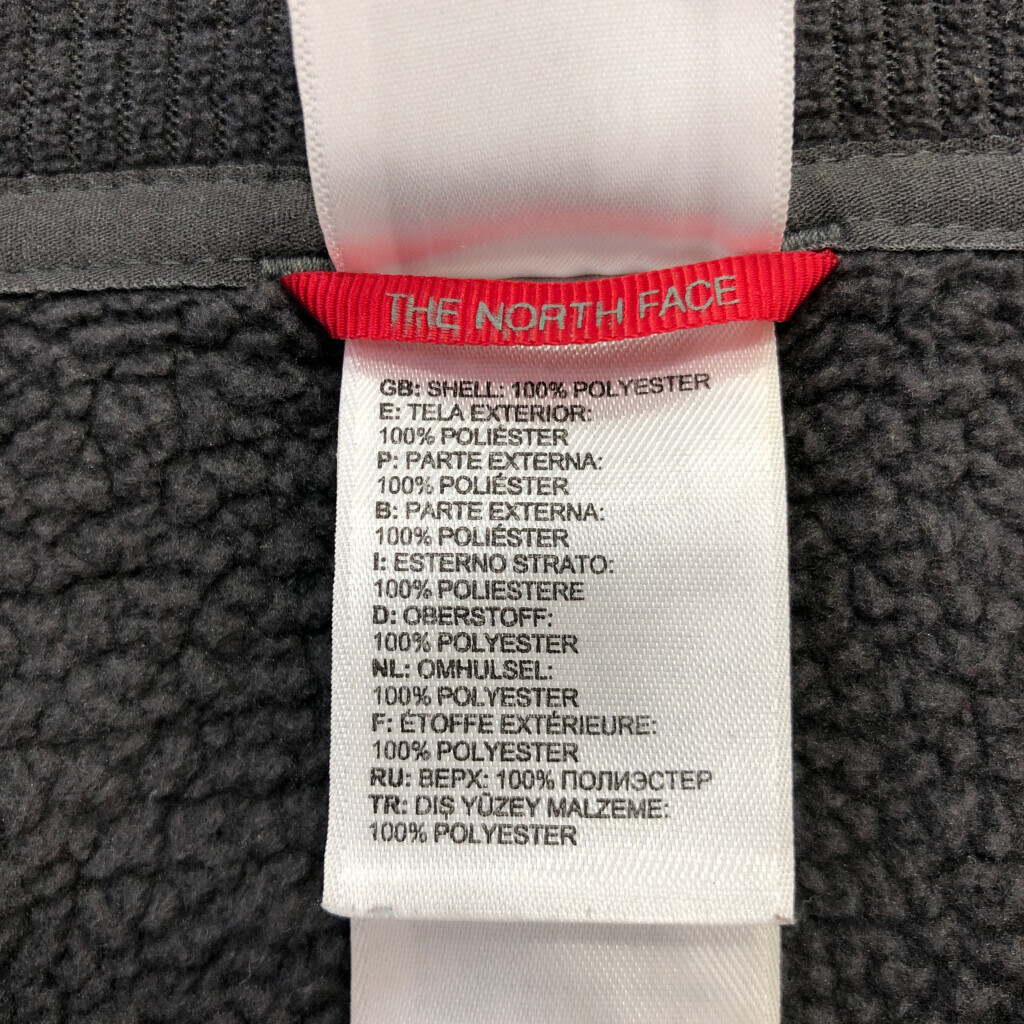 THE NORTH FACE
GB: SHELL: 100% POLYESTER
E: TELA EXTERIOR:
100% POLIÉSTER
P: PARTE EXTERNA:
100% POLIÉSTER
B: PARTE EXTERNA:
100% POLIÉSTER
I: ESTERNO STRATO:
100% POLIESTERE
D: OBERSTOFF:
100% POLYESTER
NL: OMHULSEL:
100% POLYESTER
F: ÉTOFFE EXTÉRIEURE:
100% POLYESTER
RU: ВЕРХ: 100% ПОЛИЭСТЕР
TR: DIŞ YÜZEY MALZEME:
100% POLYESTER